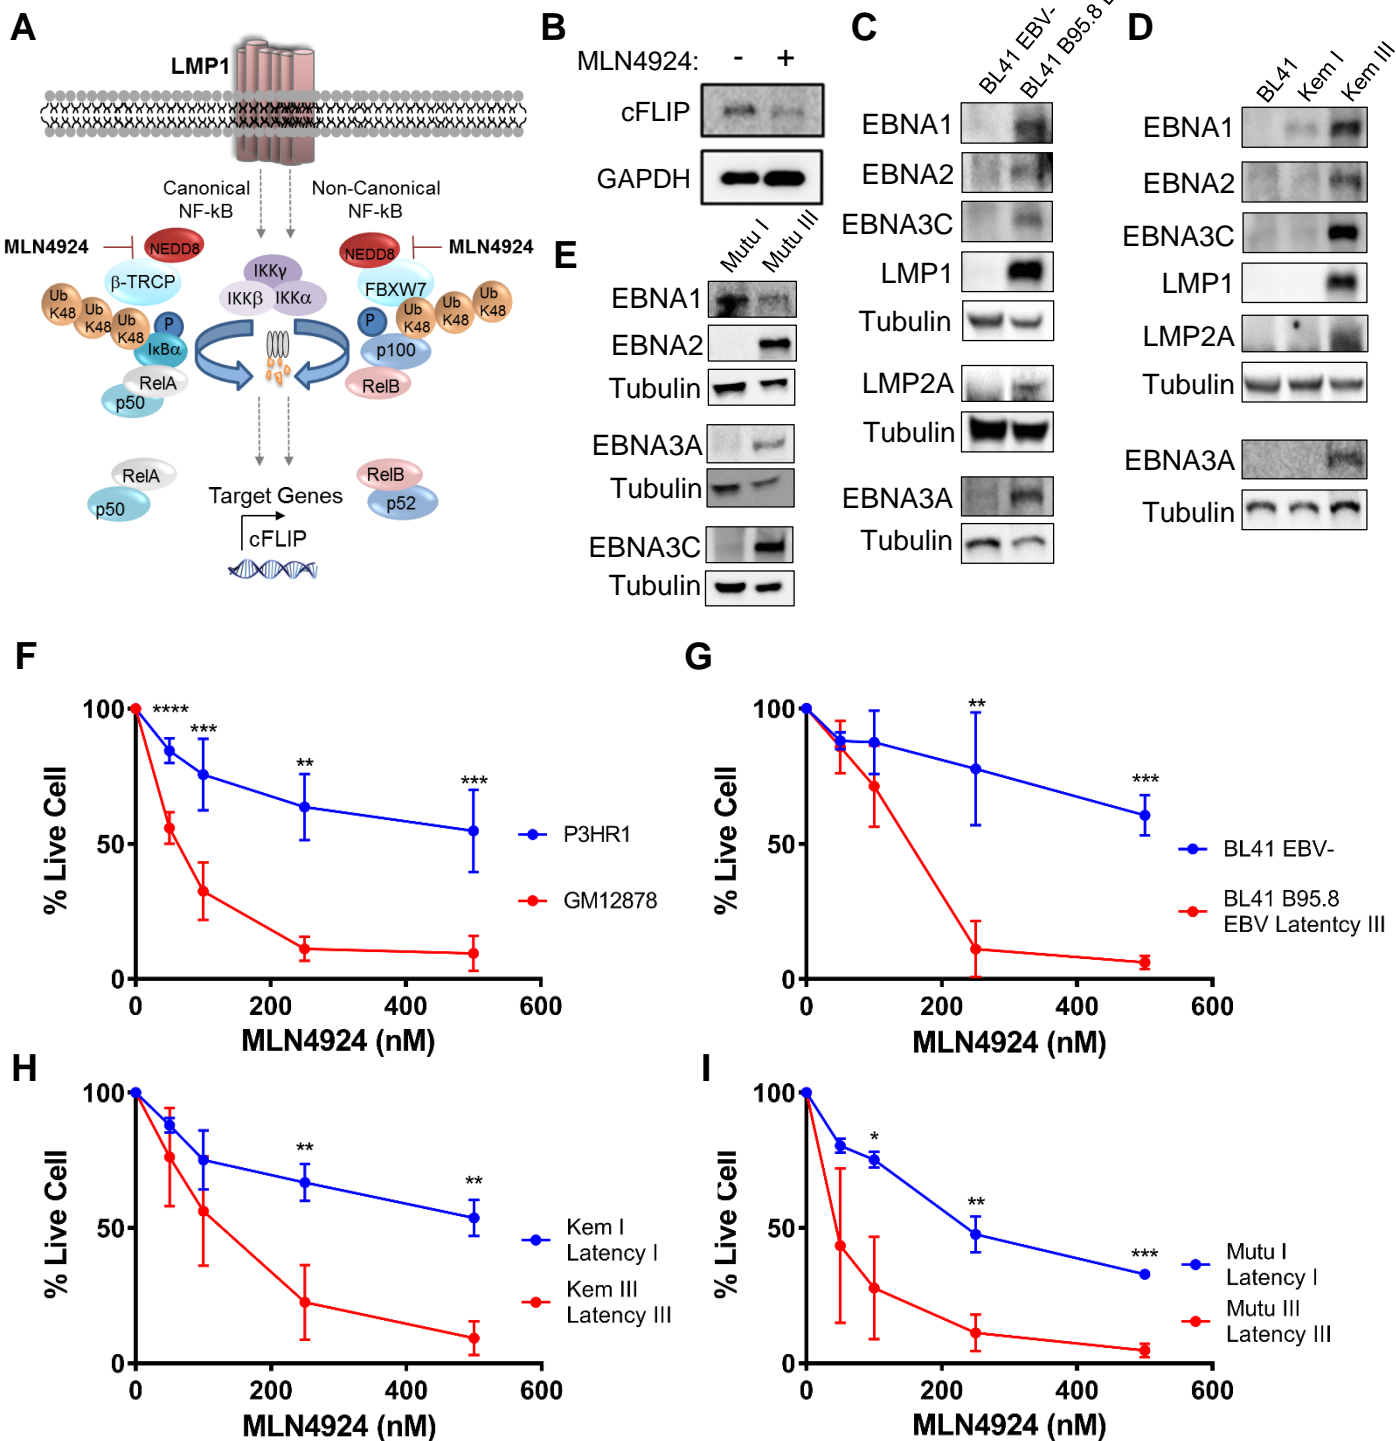 A
LMP1
Canonical
NF-kB
Non-Canonical
NF-kB
MLN4924
NEDD8
NEDD8
MLN4924
β-TRCP
IKKγ
IKKβ
IKKα
FBXW7
Ub
K48
Ub
K48
Ub
K48
P
IκBα
P
Ub
K48
Ub
K48
Ub
K48
p100
RelA
p50
RelB
RelA
p50
RelB
p52
Target Genes
cFLIP
B
MLN4924:
-
+
cFLIP
GAPDH
C
BL41 EBV-
BL41 B95.8
EBNA1
EBNA2
EBNA3C
LMP1
Tubulin
LMP2A
Tubulin
EBNA3A
Tubulin
D
BL41
Kem I
Kem III
EBNA1
EBNA2
EBNA3C
LMP1
LMP2A
Tubulin
EBNA3A
Tubulin
E
Mutu I
Mutu III
EBNA1
EBNA2
Tubulin
EBNA3A
Tubulin
EBNA3C
Tubulin
F
% Live Cell
100
50
0
0
200
400
600
MLN4924 (nM)
****
***
**
***
P3HR1
GM12878
G
% Live Cell
100
50
0
0
200
400
600
MLN4924 (nM)
**
***
BL41 EBV-
BL41 B95.8
EBV Latentcy III
H
% Live Cell
100
50
0
0
200
400
600
MLN4924 (nM)
**
**
Kem I
Latency I
Kem III
Latency III
I
% Live Cell
100
50
0
0
200
400
600
MLN4924 (nM)
*
**
***
Mutu I
Latency I
Mutu III
Latency III